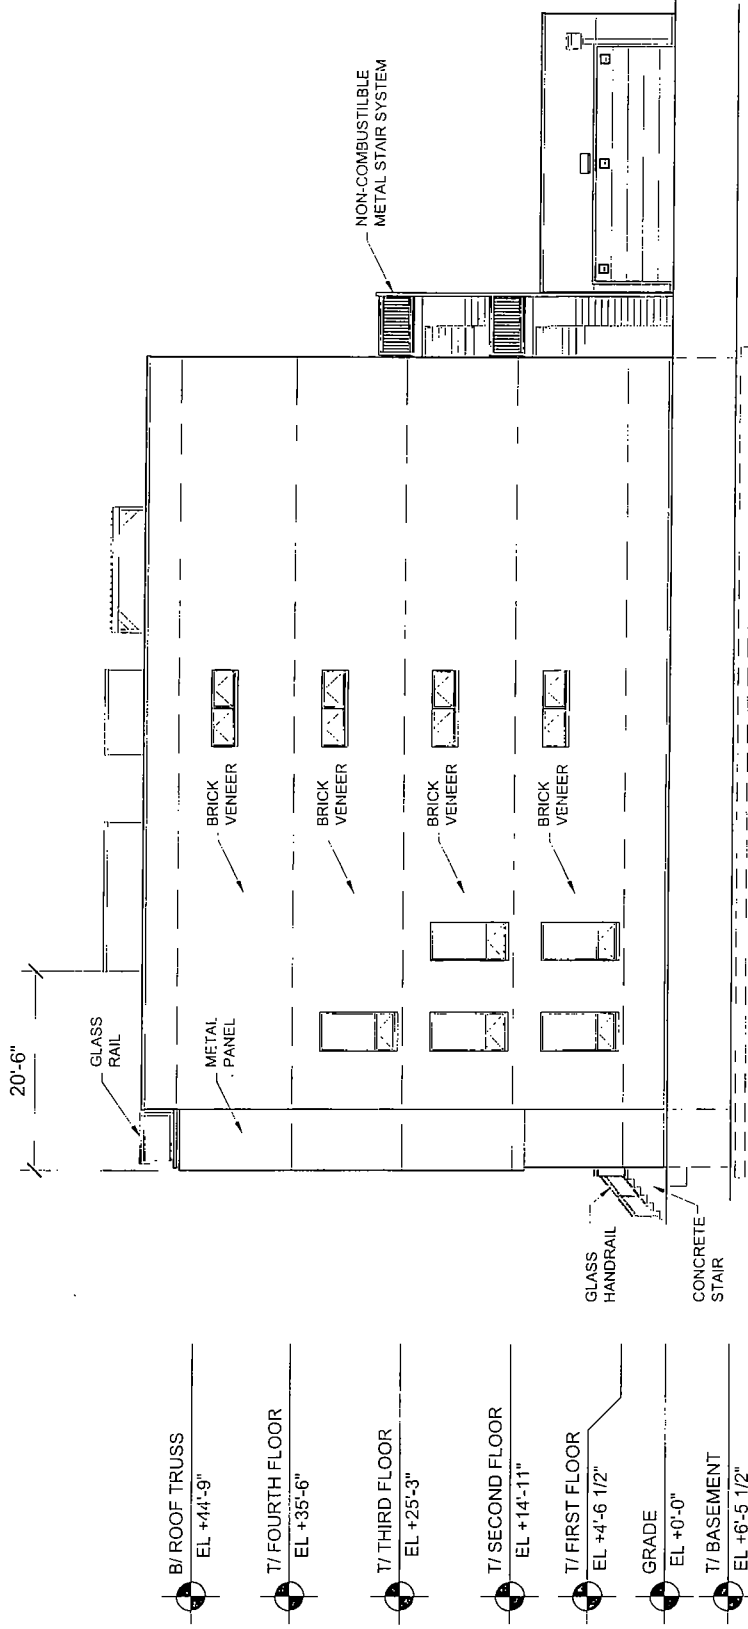 20'-6"
GLASS
RAIL
METAL
PANEL
BRICK
VENEER
BRICK
VENEER
BRICK
VENEER
BRICK
VENEER
NON-COMBUSTILBLE
METAL STAIR SYSTEM
GLASS
HANDRAIL
CONCRETE
STAIR
B/ ROOF TRUSS
EL +44'-9"
T/ FOURTH FLOOR
EL +35'-6"
T/ THIRD FLOOR
EL +25'-3"
T/ SECOND FLOOR
EL +14'-11"
T/ FIRST FLOOR
EL +4'-6 1/2"
GRADE
EL +0'-0"
T/ BASEMENT
EL +6'-5 1/2"